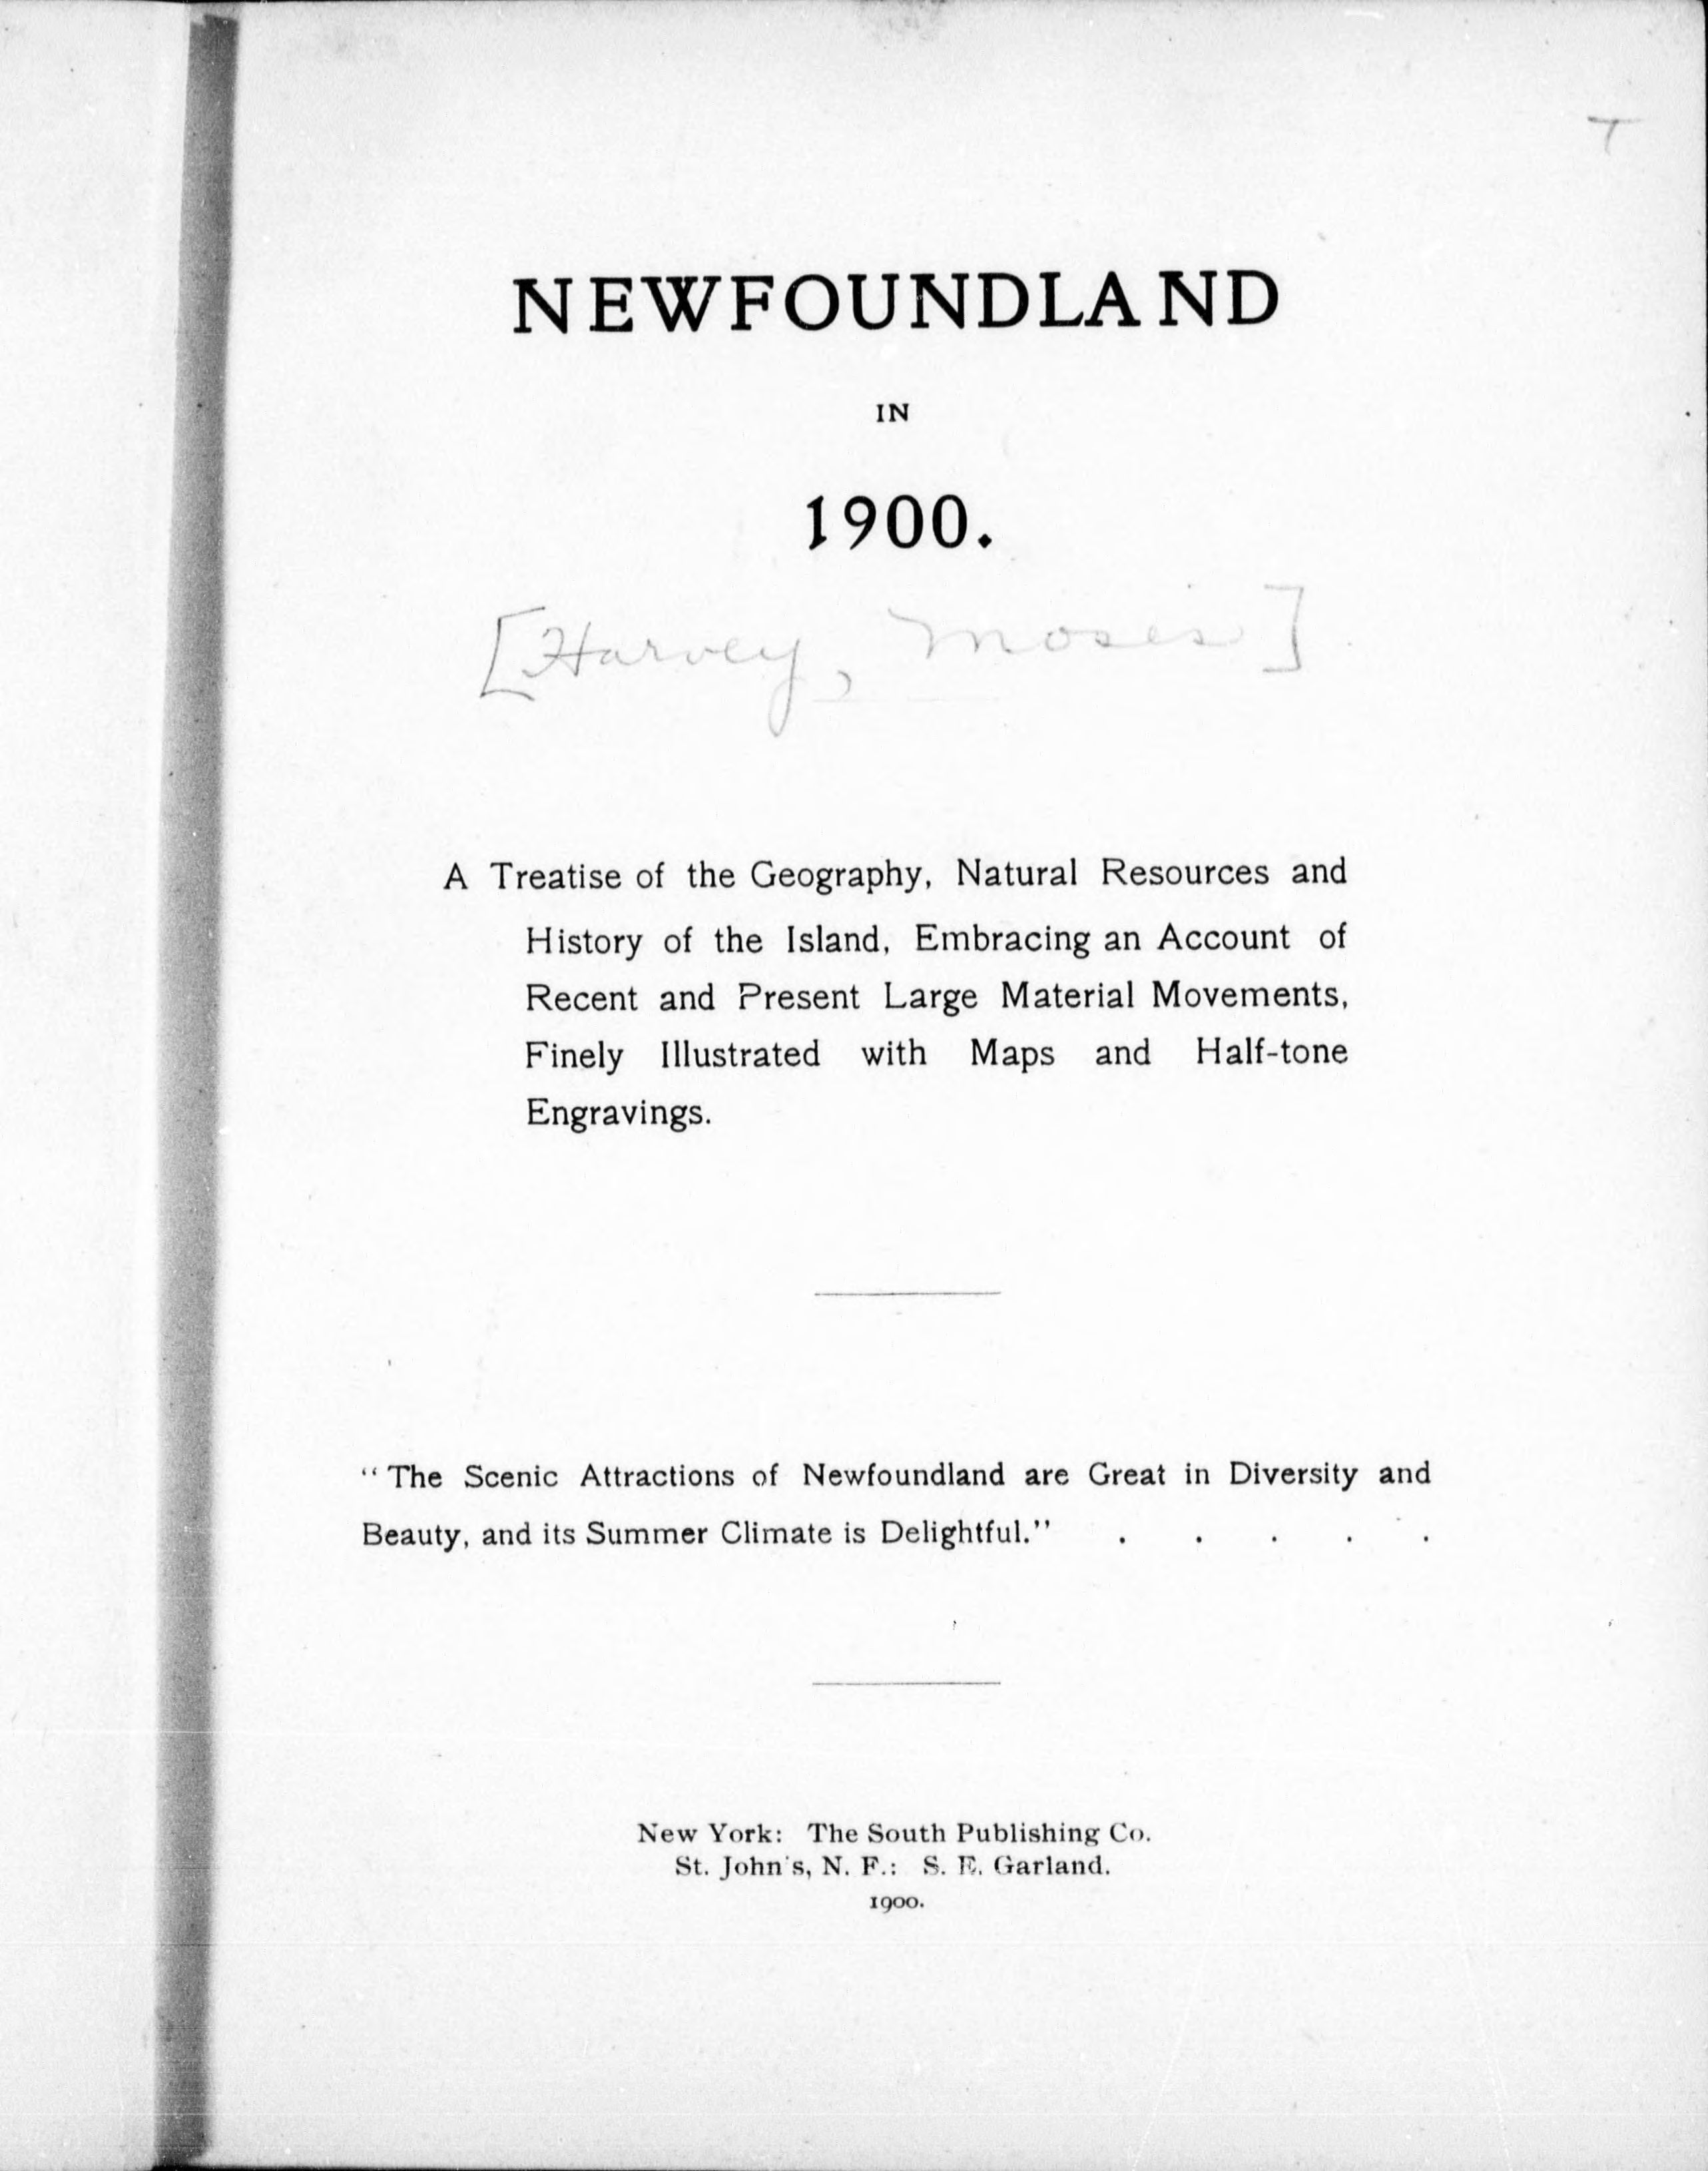 T
NEWFOUNDLAND
IN
1900.
[Harvey, Moses]
A Treatise of the Geography, Natural Resources and
History of the Island, Embracing an Account of
Recent and Present Large Material Movements,
Finely Illustrated with Maps and Half-tone
Engravings.
“The Scenic Attractions of Newfoundland are Great in Diversity and
Beauty, and its Summer Climate is Delightful.” . . . . .
New York: The South Publishing Co.
St. John's, N. F.: S. E. Garland.
1900.